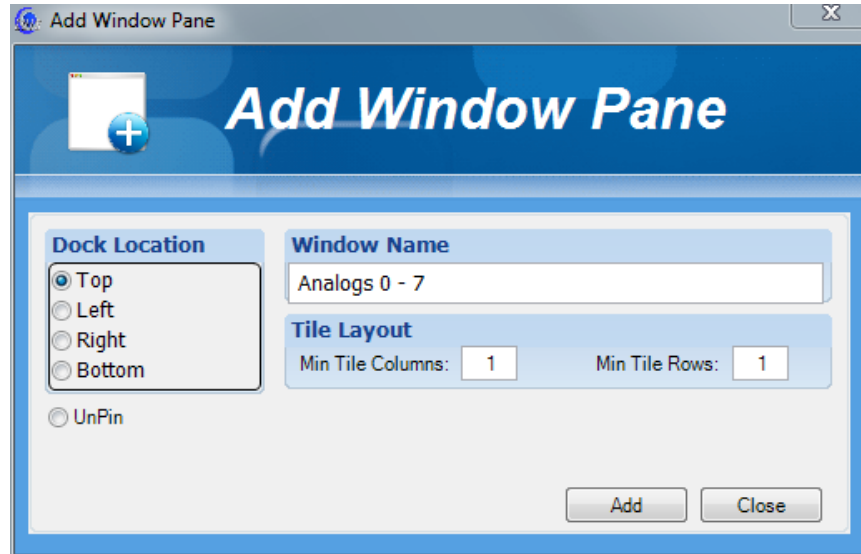 Add Window Pane
Add Window Pane
Dock Location
Top
Left
Right
Bottom
UnPin
Window Name
Analogs 0 - 7
Tile Layout
Min Tile Columns: 1 Min Tile Rows: 1
Add Close